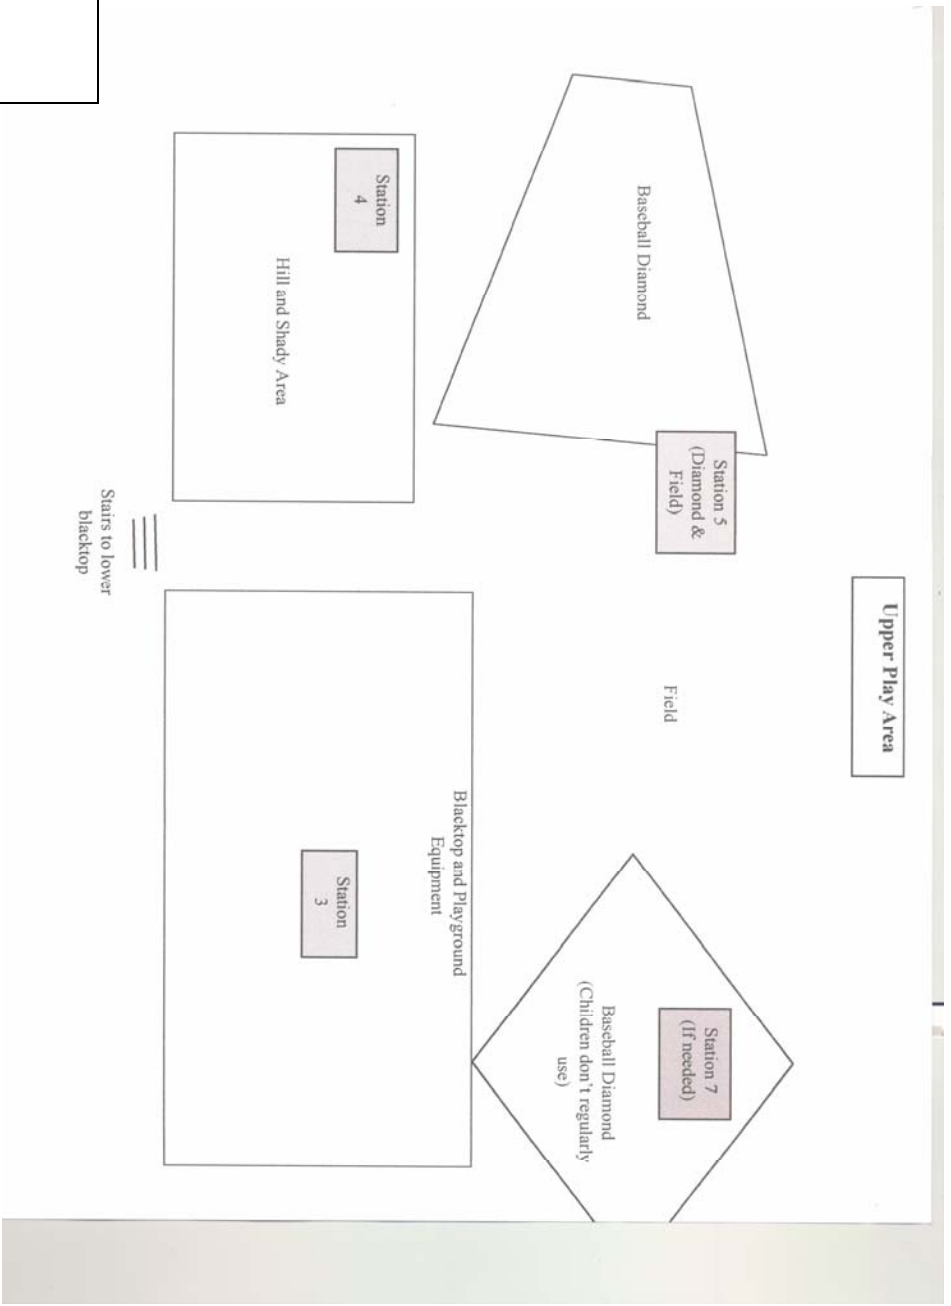 Upper Play Area
Baseball Diamond
Station 5
(Diamond &
Field)
Field
Station 7
(If needed)
Baseball Diamond
(Children don't regularly
use)
Station
4
Hill and Shady Area
Blacktop and Playground
Equipment
Station
3
Stairs to lower
blacktop